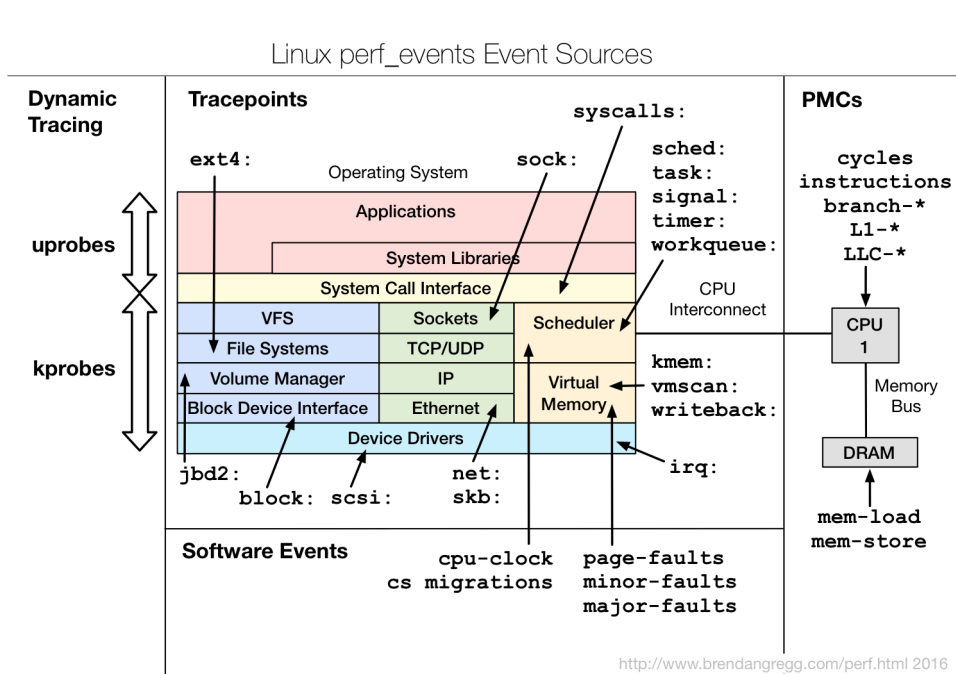 Linux perf_events Event Sources
Dynamic
Tracing
uprobes
kprobes
Tracepoints
syscalls:
ext4:
sock:
sched:
task:
signal:
timer:
workqueue:
Operating System
Applications
System Libraries
System Call Interface
VFS
Sockets
Scheduler
File Systems
TCP/UDP
Volume Manager
IP
Virtual
Memory
Block Device Interface
Ethernet
Device Drivers
CPU
Interconnect
kmem:
vmscan:
writeback:
jbd2:
block:
scsi:
net:
skb:
irq:
Software Events
cpu-clock
cs migrations
page-faults
minor-faults
major-faults
PMCs
cycles
instructions
branch-*
L1-*
LLC-*
CPU
1
Memory
Bus
DRAM
mem-load
mem-store
http://www.brendangregg.com/perf.html 2016